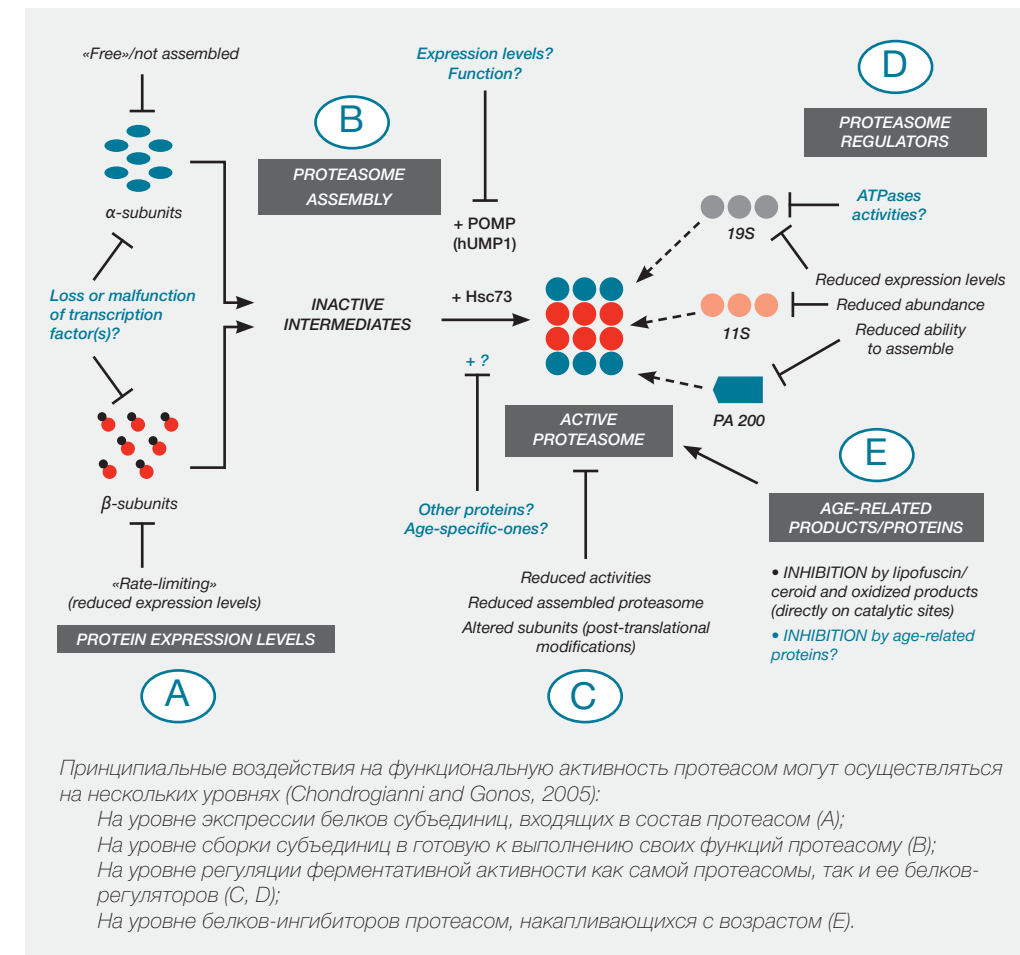 «Free»/not assembled
α-subunits
Loss or malfunction
of transcription
factor(s)?
β-subunits
«Rate-limiting»
(reduced expression levels)
PROTEIN EXPRESSION LEVELS
A
B
PROTEASOME
ASSEMBLY
INACTIVE
INTERMEDIATES
Expression levels?
Function?
+ POMP
(hUMP1)
+ Hsc73
+ ?
Other proteins?
Age-specific-ones?
ACTIVE
PROTEASOME
Reduced activities
Reduced assembled proteasome
Altered subunits (post-translational
modifications)
C
D
PROTEASOME
REGULATORS
19S
ATPases
activities?
11S
PA 200
Reduced expression levels
Reduced abundance
Reduced ability
to assemble
E
AGE-RELATED
PRODUCTS/PROTEINS
• INHIBITION by lipofuscin/
ceroid and oxidized products
(directly on catalytic sites)
• INHIBITION by age-related
proteins?
Принципиальные воздействия на функциональную активность протеасом могут осуществляться
на нескольких уровнях (Chondrogianni and Gonos, 2005):
На уровне экспрессии белков субъединиц, входящих в состав протеасом (A);
На уровне сборки субъединиц в готовую к выполнению своих функций протеасому (B);
На уровне регуляции ферментативной активности как самой протеасомы, так и ее белков-
регуляторов (C, D);
На уровне белков-ингибиторов протеасом, накапливающихся с возрастом (E).